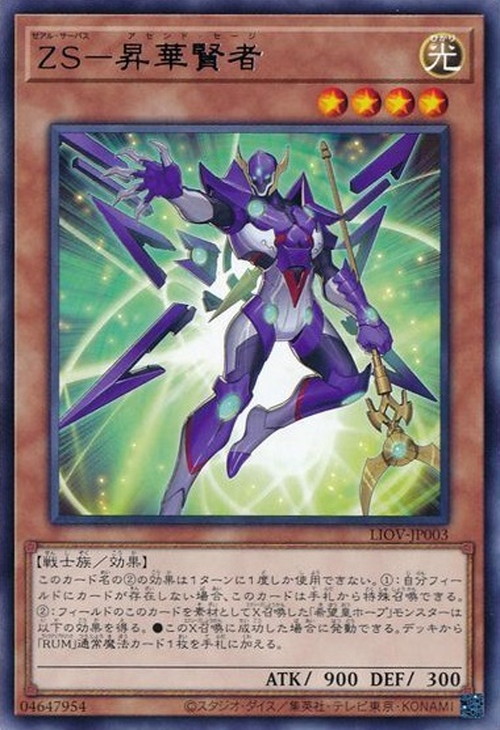 ゼアル・サーバス アセンド・セージ
ZS－昇華賢者
ひかり
光
LIOV-JP003
【戦士族／効果】
このカード名の②の効果は１ターンに１度しか使用できない。①：自分フィー
ルドにカードが存在しない場合、このカードは手札から特殊召喚できる。
②：フィールドのこのカードを素材としてX召喚した「希望皇ホープ」モンスターは
以下の効果を得る。●このX召喚に成功した場合に発動できる。デッキから
「RUM」通常魔法カード１枚を手札に加える。
ATK/ 900 DEF/ 300
04647954
©スタジオ・ダイス／集英社・テレビ東京・KONAMI